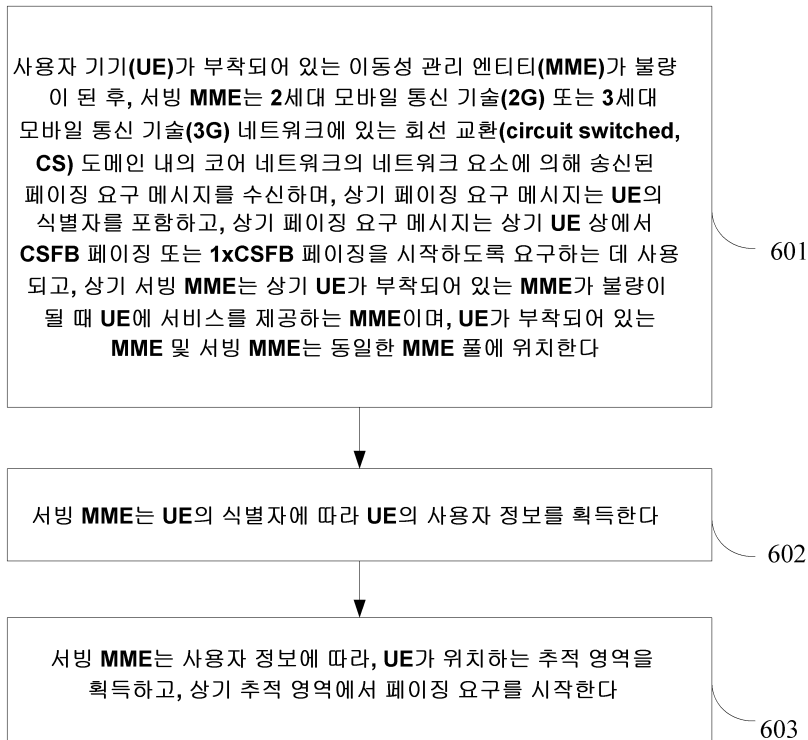 사용자 기기(UE)가 부착되어 있는 이동성 관리 엔티티(MME)가 불량
이 된 후, 서빙 MME는 2세대 모바일 통신 기술(2G) 또는 3세대
모바일 통신 기술(3G) 네트워크에 있는 회선 교환(circuit switched,
CS) 도메인 내의 코어 네트워크의 네트워크 요소에 의해 송신된
페이징 요구 메시지를 수신하며, 상기 페이징 요구 메시지는 UE의
식별자를 포함하고, 상기 페이징 요구 메시지는 상기 UE 상에서
CSFB 페이징 또는 1xCSFB 페이징을 시작하도록 요구하는 데 사용
되고, 상기 서빙 MME는 상기 UE가 부착되어 있는 MME가 불량이
될 때 UE에 서비스를 제공하는 MME이며, UE가 부착되어 있는
MME 및 서빙 MME는 동일한 MME 풀에 위치한다
601
서빙 MME는 UE의 식별자에 따라 UE의 사용자 정보를 획득한다
602
서빙 MME는 사용자 정보에 따라, UE가 위치하는 추적 영역을
획득하고, 상기 추적 영역에서 페이징 요구를 시작한다
603